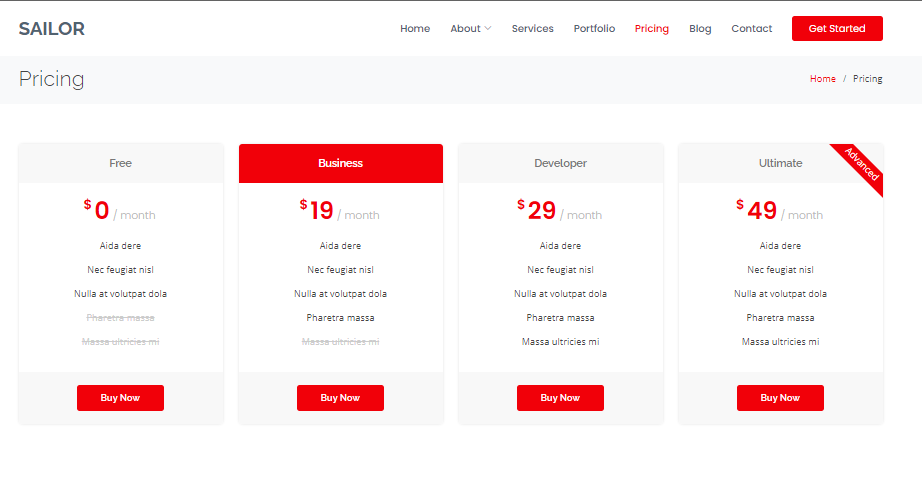 SAILOR
Home About Services Portfolio Pricing Blog Contact Get Started
Pricing
Home / Pricing
Free
$0 / month
Aida dere
Nec feugiat nisl
Nulla at volutpat dola
Pharetra massa
Massa ultricies mi
Buy Now
Business
$19 / month
Aida dere
Nec feugiat nisl
Nulla at volutpat dola
Pharetra massa
Massa ultricies mi
Buy Now
Developer
$29 / month
Aida dere
Nec feugiat nisl
Nulla at volutpat dola
Pharetra massa
Massa ultricies mi
Buy Now
Ultimate
Advanced
$49 / month
Aida dere
Nec feugiat nisl
Nulla at volutpat dola
Pharetra massa
Massa ultricies mi
Buy Now